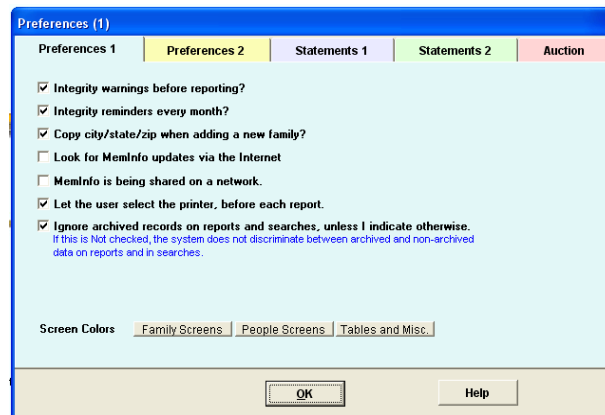 Preferences (1)
Preferences 1 Preferences 2 Statements 1 Statements 2 Auction
Integrity warnings before reporting?
Integrity reminders every month?
Copy city/state/zip when adding a new family?
Look for MemInfo updates via the Internet
MemInfo is being shared on a network.
Let the user select the printer, before each report.
Ignore archived records on reports and searches, unless I indicate otherwise.
If this is Not checked, the system does not discriminate between archived and non-archived
data on reports and in searches.
Screen Colors Family Screens People Screens Tables and Misc.
OK Help